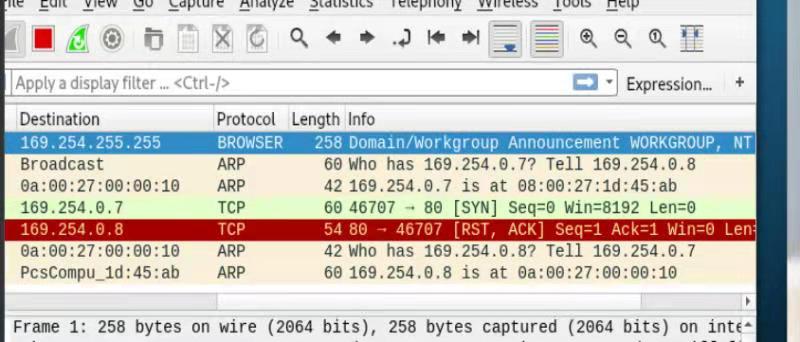 File Edit View Go Capture Analyze Statistics Telephony Wireless Tools Help
Apply a display filter ... <Ctrl-/> Expression... +
Destination Protocol Length Info
169.254.255.255 BROWSER 258 Domain/Workgroup Announcement WORKGROUP, NT
Broadcast ARP 60 Who has 169.254.0.7? Tell 169.254.0.8
0a:00:27:00:00:10 ARP 42 169.254.0.7 is at 08:00:27:1d:45:ab
169.254.0.7 TCP 60 46707 → 80 [SYN] Seq=0 Win=8192 Len=0
169.254.0.8 TCP 54 80 → 46707 [RST, ACK] Seq=1 Ack=1 Win=0 Len=
0a:00:27:00:00:10 ARP 42 Who has 169.254.0.8? Tell 169.254.0.7
PcsCompu_1d:45:ab ARP 60 169.254.0.8 is at 0a:00:27:00:00:10
Frame 1: 258 bytes on wire (2064 bits), 258 bytes captured (2064 bits) on inte